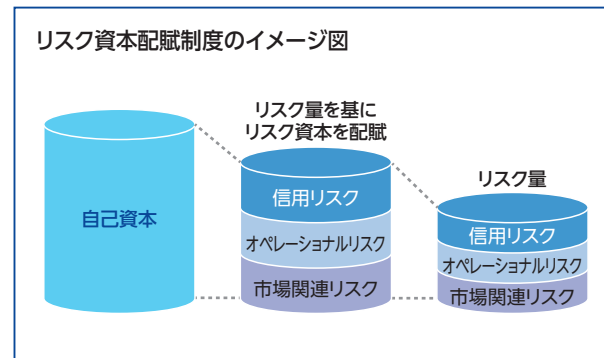 リスク資本配賦制度のイメージ図
リスク量を基に
リスク資本を配賦
リスク量
自己資本
信用リスク
オペレーショナルリスク
市場関連リスク
信用リスク
オペレーショナルリスク
市場関連リスク